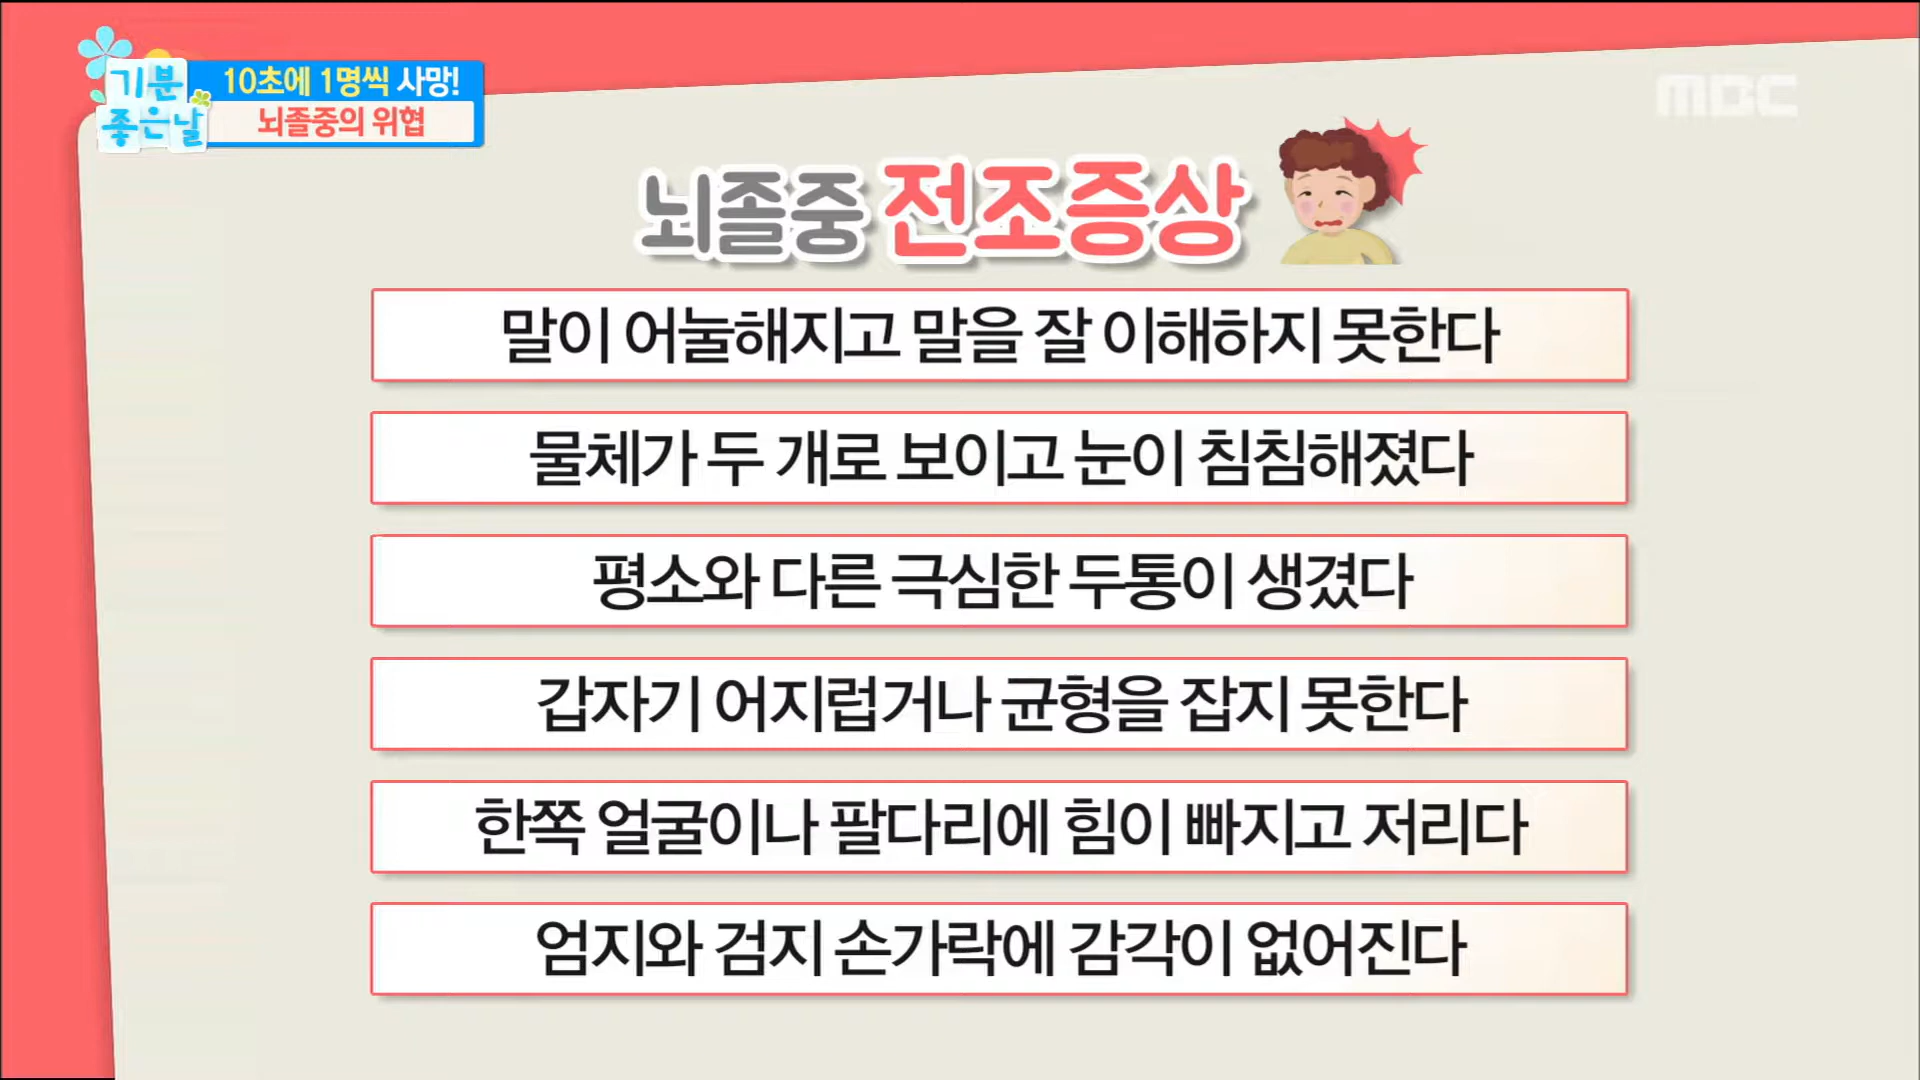 기분
좋은날
10초에 1명씩 사망!
뇌졸중의 위협
MBC
뇌졸중 전조증상
말이 어눌해지고 말을 잘 이해하지 못한다
물체가 두 개로 보이고 눈이 침침해졌다
평소와 다른 극심한 두통이 생겼다
갑자기 어지럽거나 균형을 잡지 못한다
한쪽 얼굴이나 팔다리에 힘이 빠지고 저리다
엄지와 검지 손가락에 감각이 없어진다